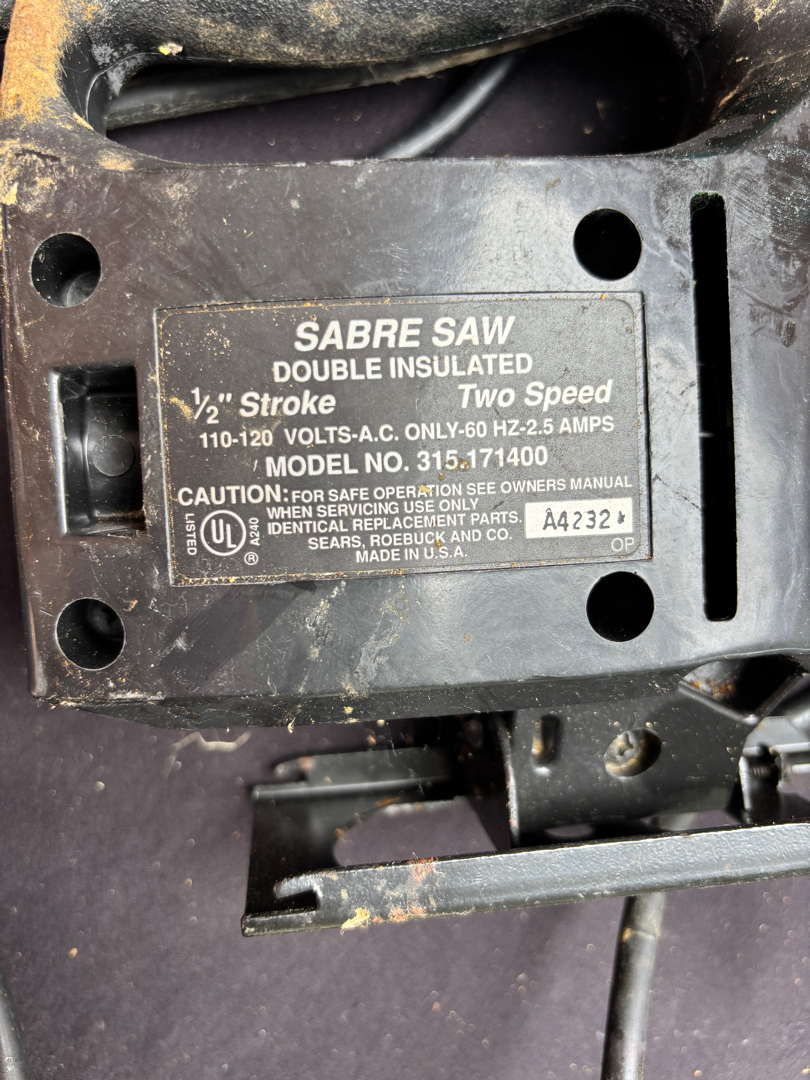 SABRE SAW
DOUBLE INSULATED
1/2" Stroke Two Speed
110-120 VOLTS-A.C. ONLY-60 HZ-2.5 AMPS
MODEL NO. 315.171400
CAUTION: FOR SAFE OPERATION SEE OWNERS MANUAL
WHEN SERVICING USE ONLY
IDENTICAL REPLACEMENT PARTS.
SEARS, ROEBUCK AND CO.
MADE IN U.S.A.
LISTED UL ® A240
A4232
OP